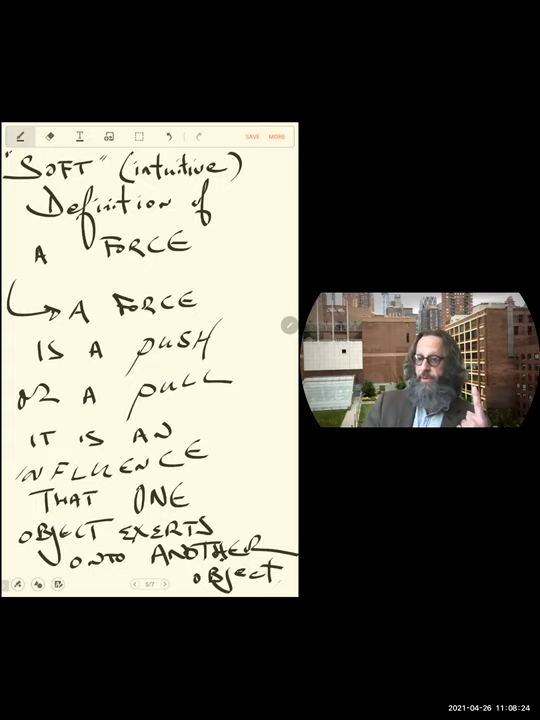 SAVE MORE
"SOFT" (intuitive)
Definition of
A FORCE
A FORCE
IS A PUSH
OR A PULL
IT IS AN
INFLUENCE
THAT ONE
OBJECT EXERTS
ONTO ANOTHER
OBJECT.
5/7
2021-04-26 11:08:24